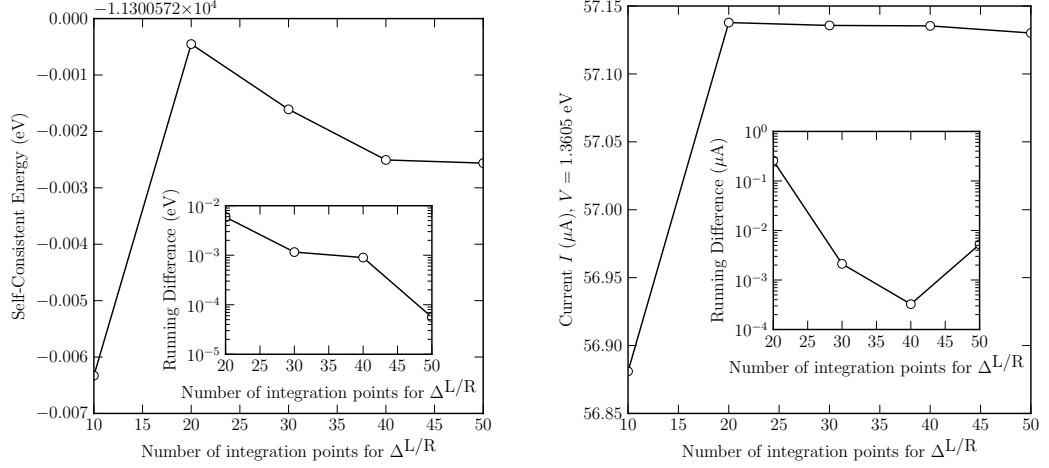 −1.1300572×10⁴
0.000
−0.001
−0.002
−0.003
−0.004
−0.005
−0.006
−0.007
Self-Consistent Energy (eV)
10 15 20 25 30 35 40 45 50
Number of integration points for Δᴸ/ᴿ
10⁻²
10⁻³
10⁻⁴
10⁻⁵
Running Difference (eV)
20 25 30 35 40 45 50
Number of integration points for Δᴸ/ᴿ
57.15
57.10
57.05
57.00
56.95
56.90
56.85
Current I (μA), V = 1.3605 eV
10 15 20 25 30 35 40 45 50
Number of integration points for Δᴸ/ᴿ
10⁰
10⁻¹
10⁻²
10⁻³
10⁻⁴
Running Difference (μA)
20 25 30 35 40 45 50
Number of integration points for Δᴸ/ᴿ